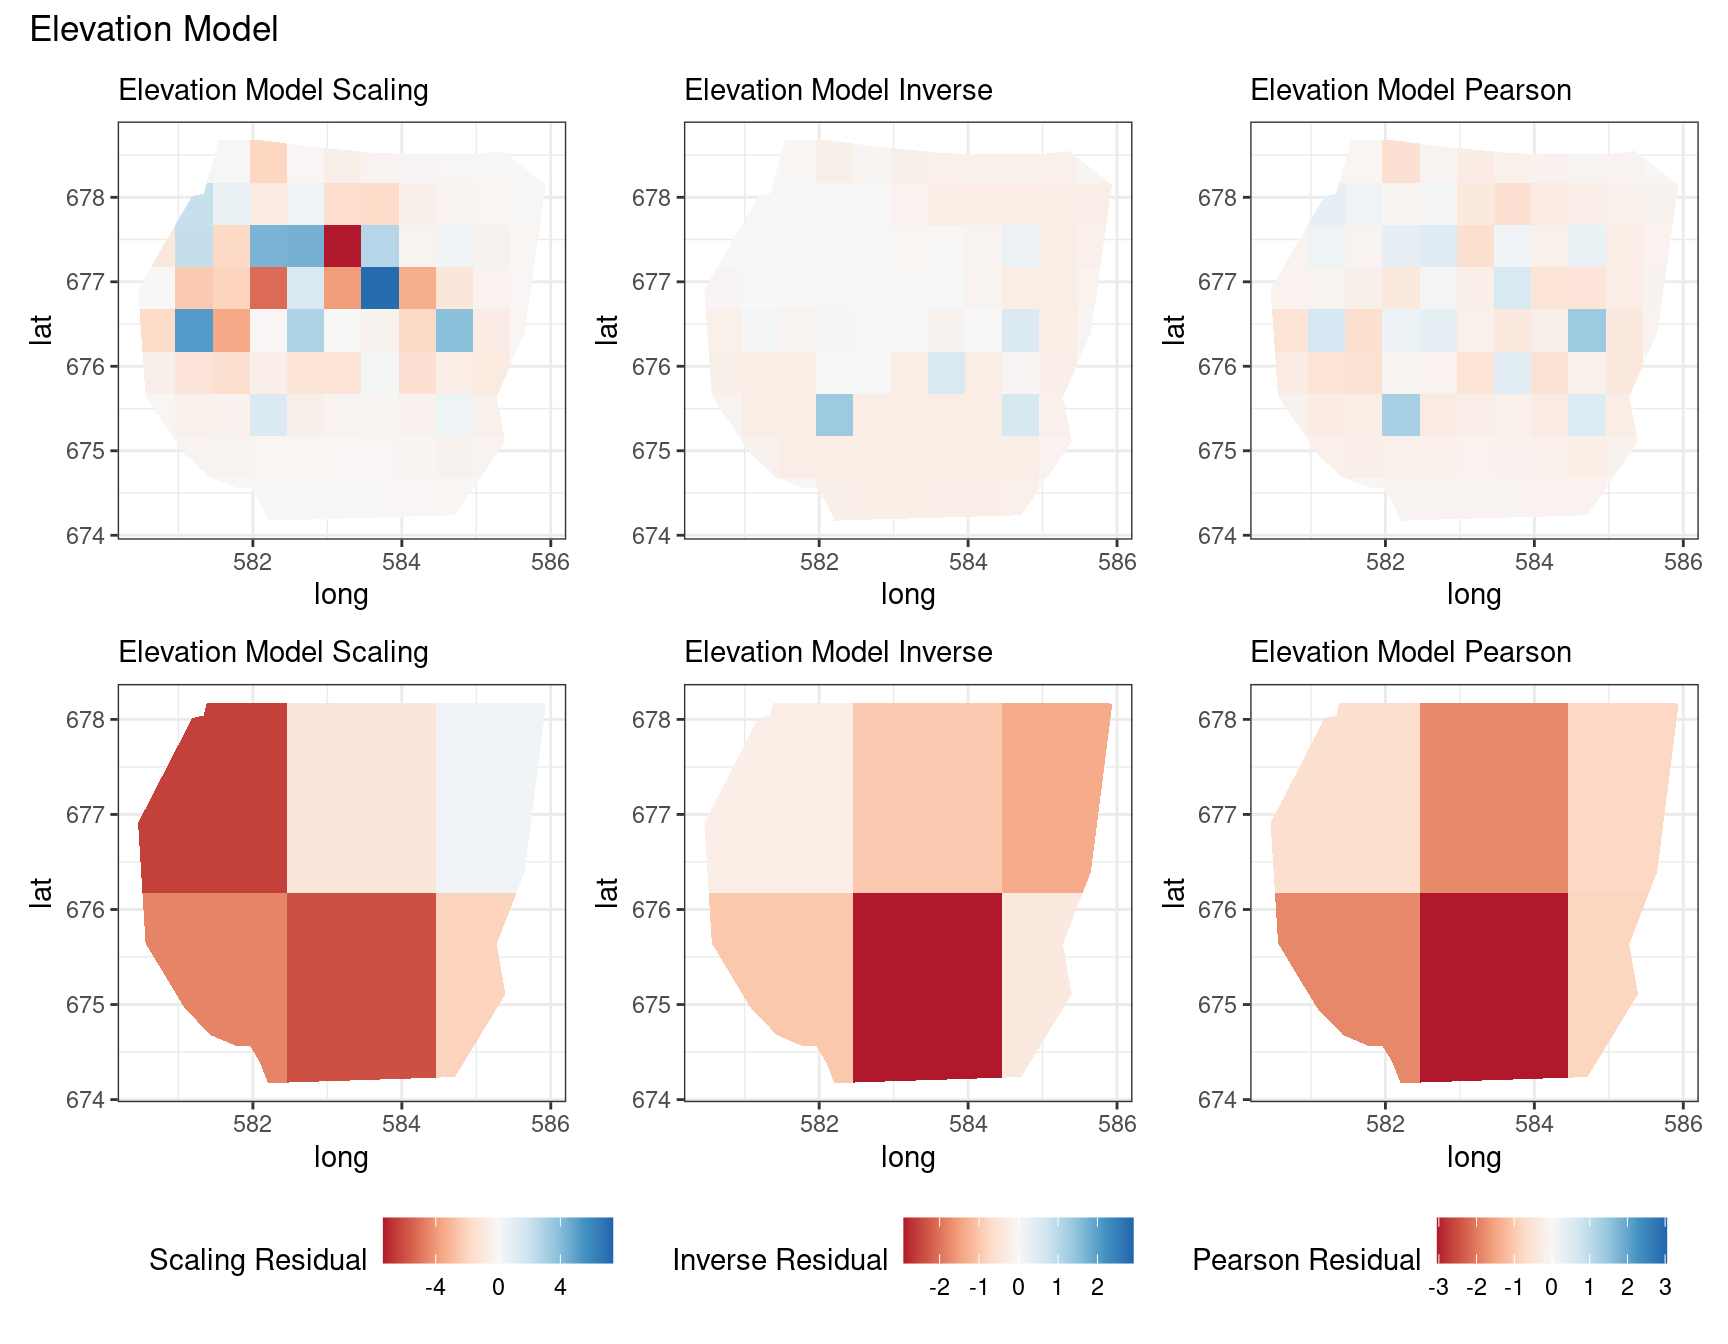 Elevation Model
Elevation Model Scaling
Elevation Model Inverse
Elevation Model Pearson
678
677
676
675
674
lat
582
584
586
long
678
677
676
675
674
lat
582
584
586
long
678
677
676
675
674
lat
582
584
586
long
Elevation Model Scaling
Elevation Model Inverse
Elevation Model Pearson
678
677
676
675
674
lat
582
584
586
long
678
677
676
675
674
lat
582
584
586
long
678
677
676
675
674
lat
582
584
586
long
Scaling Residual
-4 0 4
Inverse Residual
-2 -1 0 1 2
Pearson Residual
-3 -2 -1 0 1 2 3